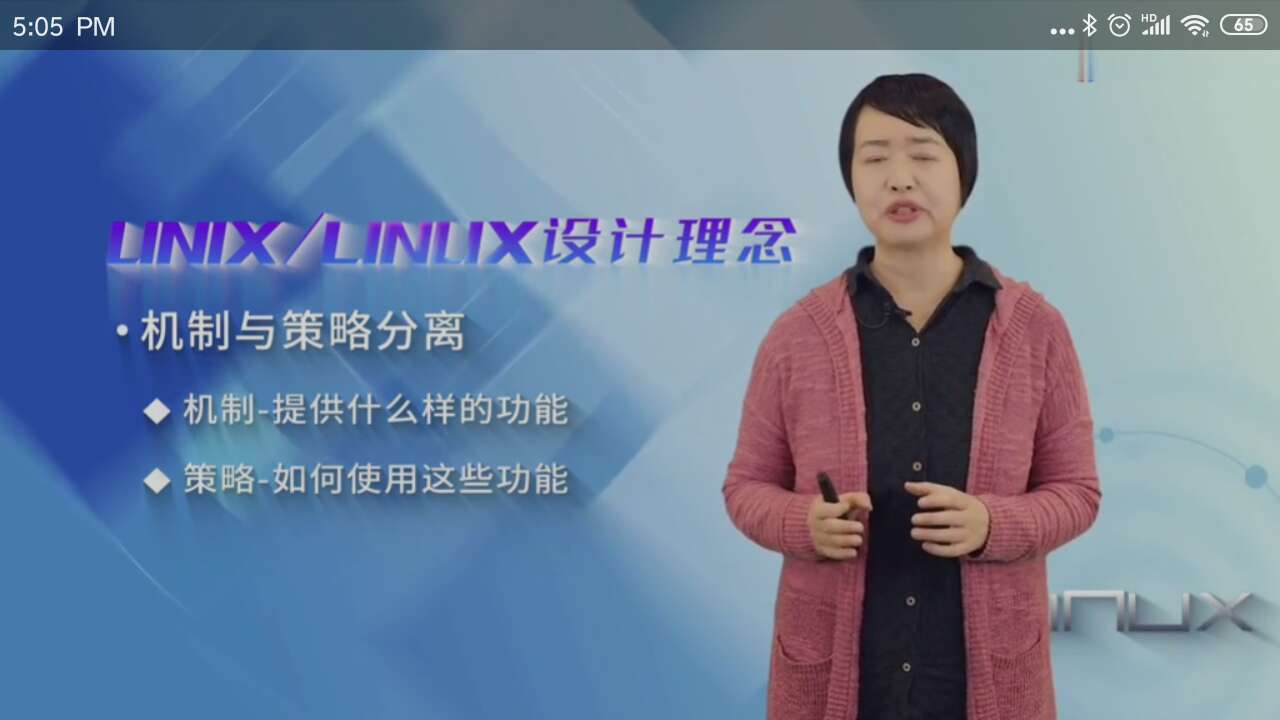 5:05 PM
HD
65
UNIX/LINUX设计理念
•机制与策略分离
◆ 机制-提供什么样的功能
◆ 策略-如何使用这些功能